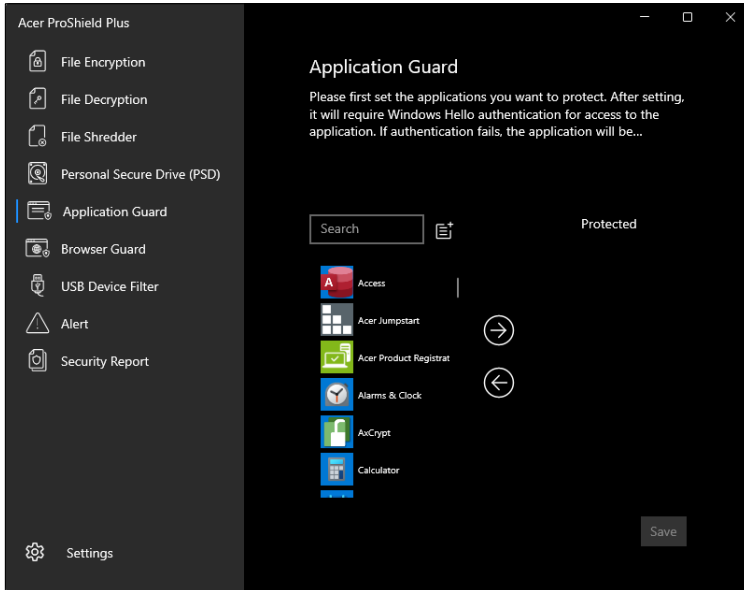 Acer ProShield Plus
File Encryption
File Decryption
File Shredder
Personal Secure Drive (PSD)
Application Guard
Browser Guard
USB Device Filter
Alert
Security Report
Settings
Application Guard
Please first set the applications you want to protect. After setting,
it will require Windows Hello authentication for access to the
application. If authentication fails, the application will be...
Search
Protected
A
Access
Acer Jumpstart
Acer Product Registrat
Alarms & Clock
AxCrypt
Calculator
Save